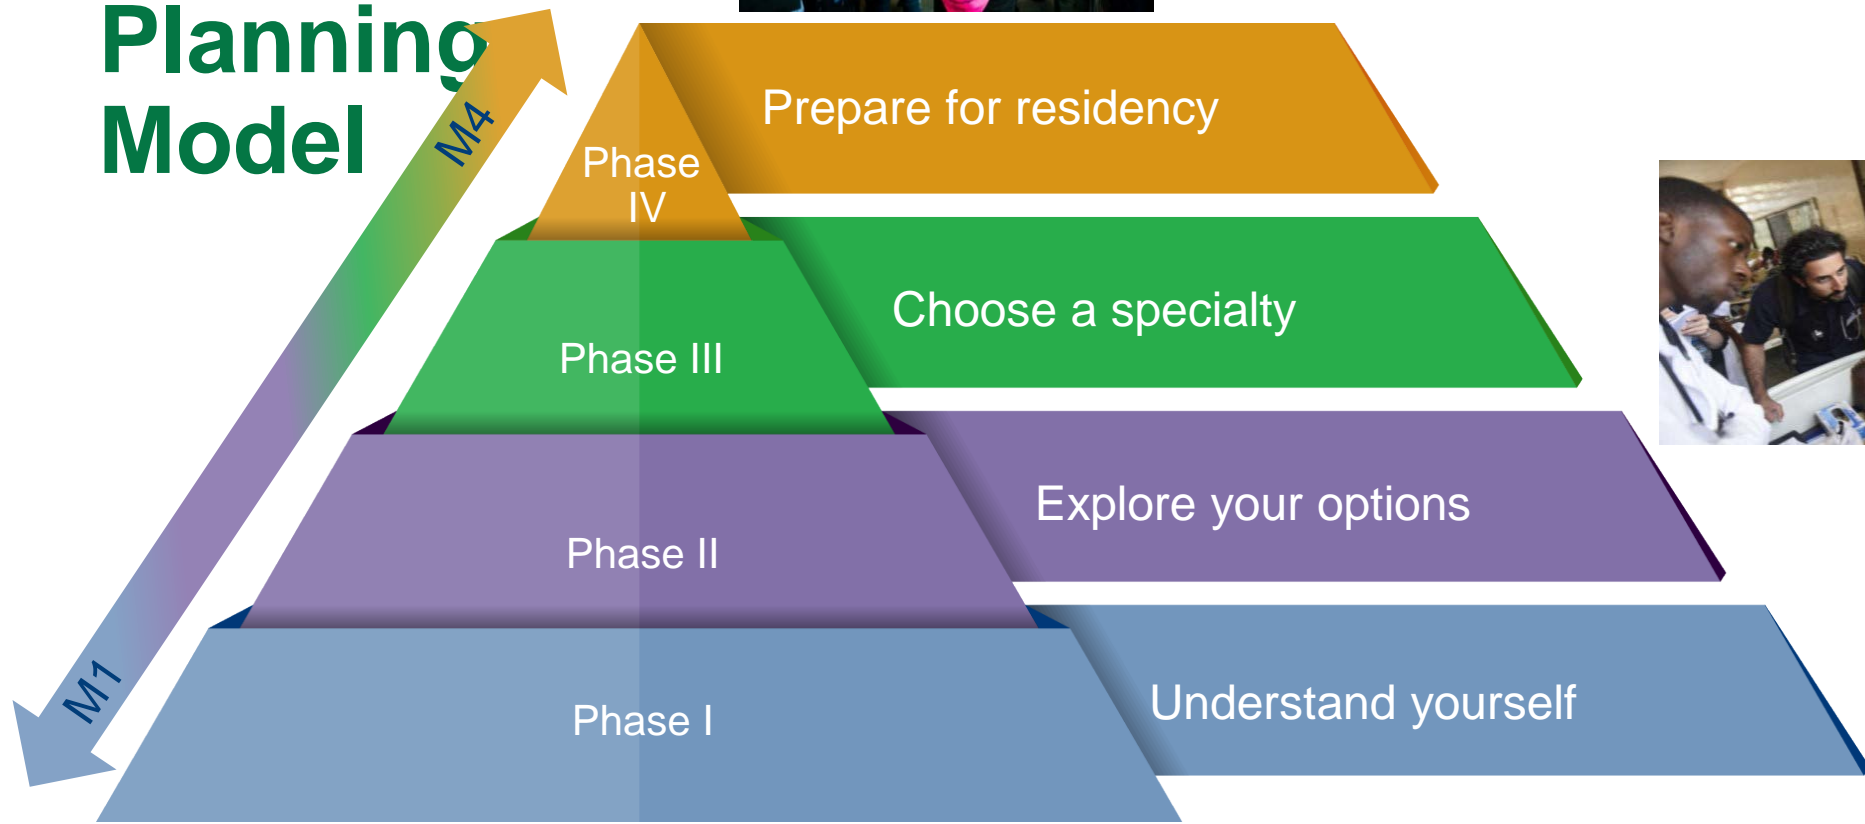 Planning
Model
M4
M1
Phase
IV
Prepare for residency
Phase III
Choose a specialty
Phase II
Explore your options
Phase I
Understand yourself